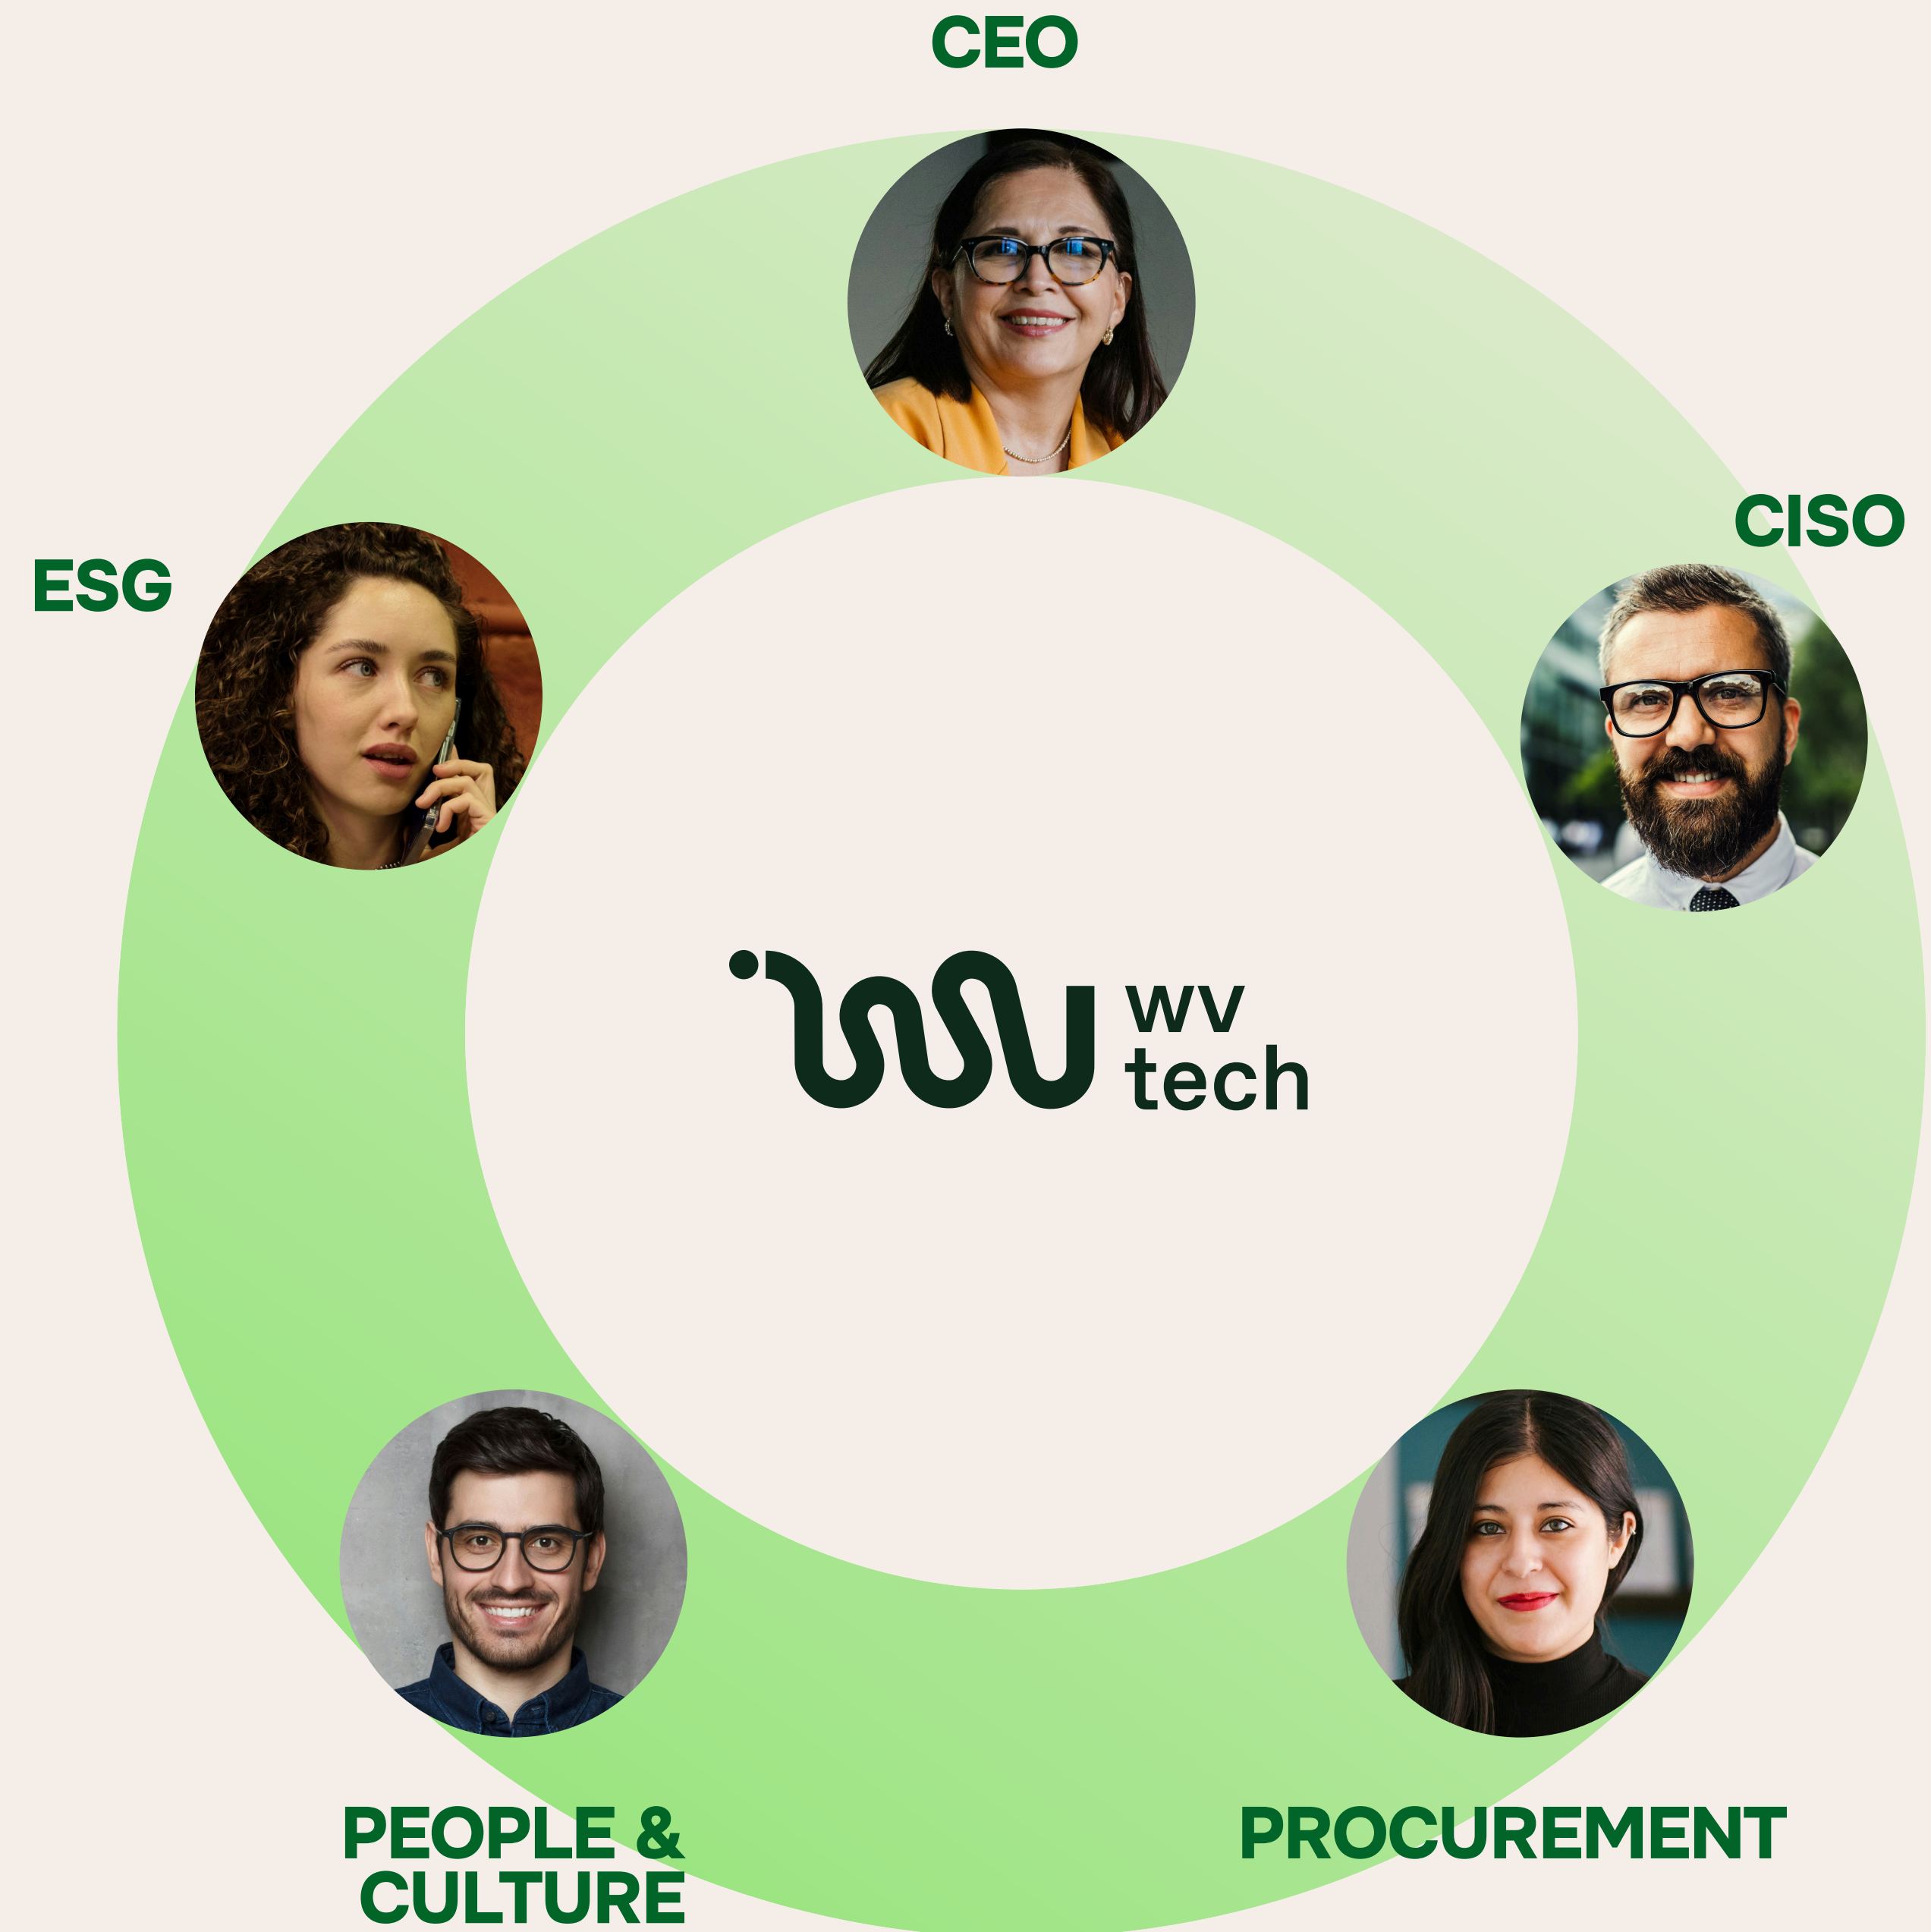 CEO
CISO
ESG
wv
tech
PEOPLE &
CULTURE
PROCUREMENT